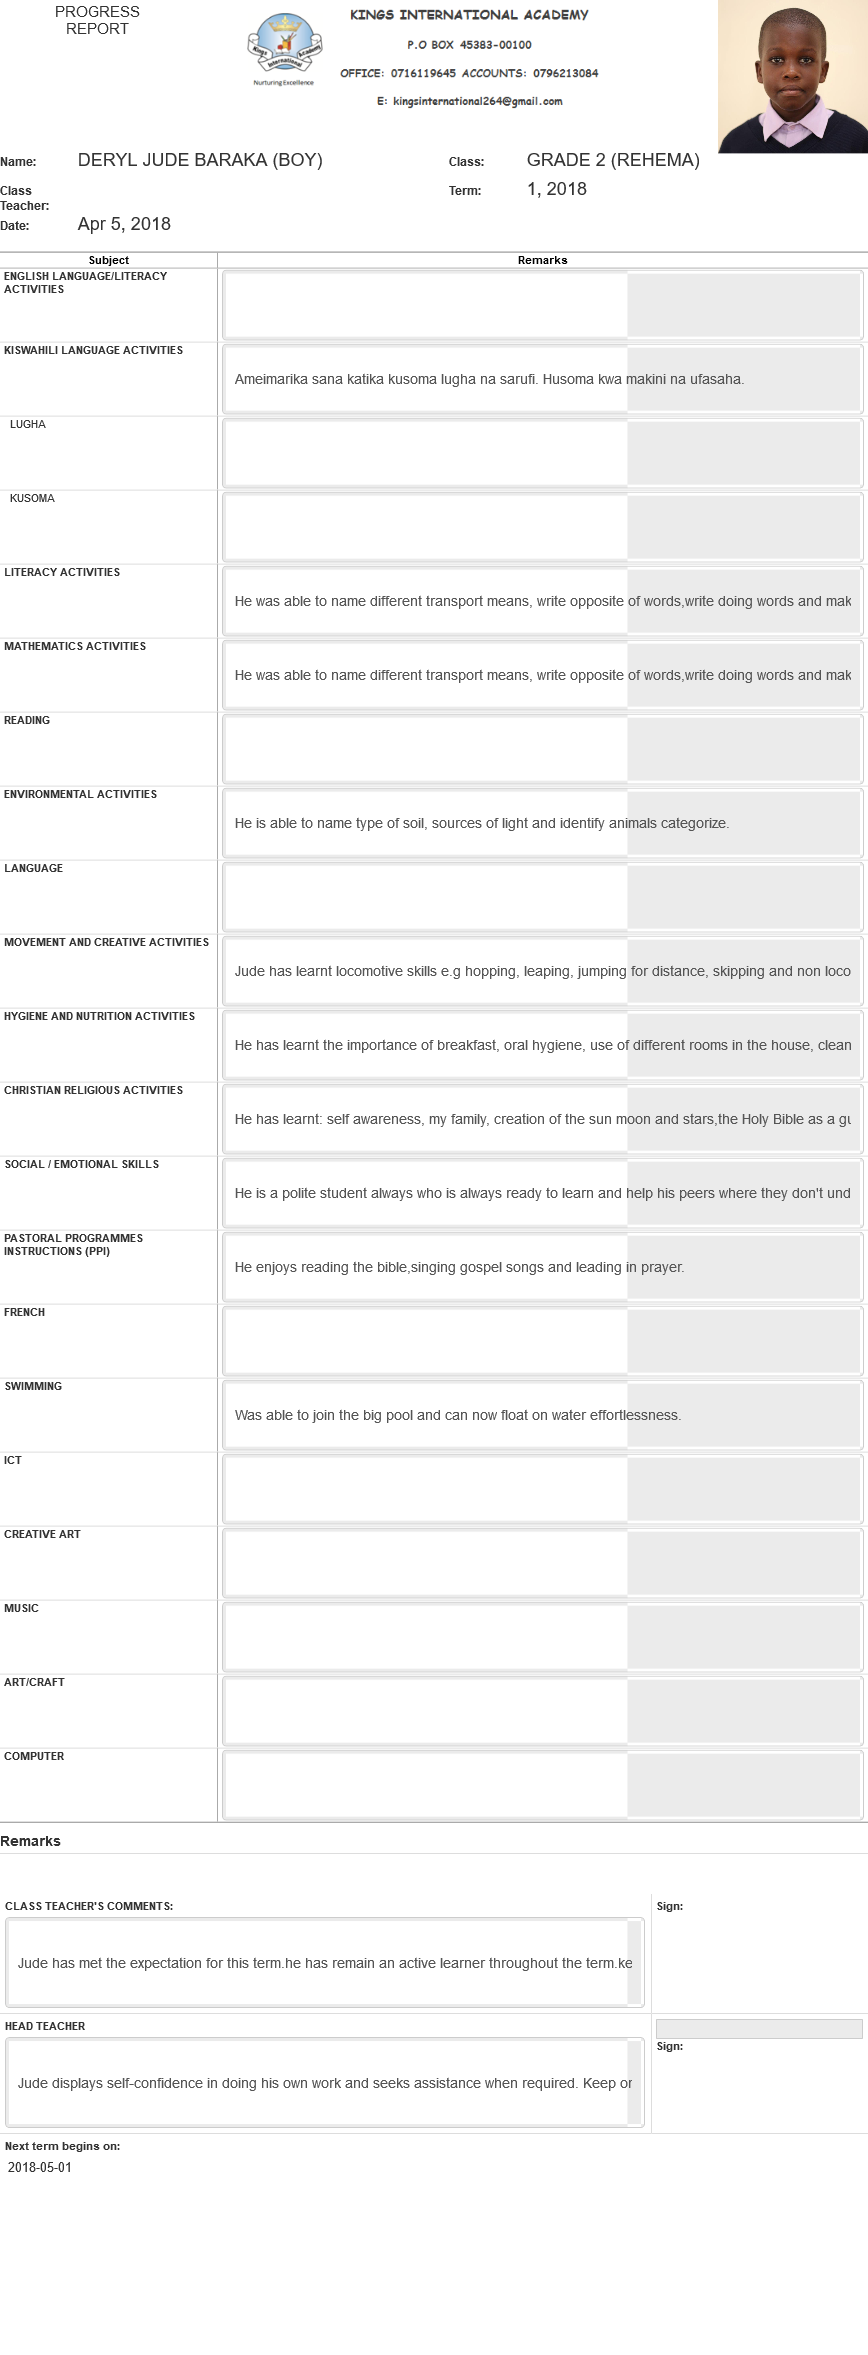 PROGRESS
REPORT
KINGS INTERNATIONAL ACADEMY
P.O BOX 45383-00100
OFFICE: 0716119645 ACCOUNTS: 0796213084
E: kingsinternational264@gmail.com
Kings International Academy
Nurturing Excellence
Name: DERYL JUDE BARAKA (BOY) Class: GRADE 2 (REHEMA)
Class Teacher: Term: 1, 2018
Date: Apr 5, 2018
Subject Remarks
ENGLISH LANGUAGE/LITERACY
ACTIVITIES
KISWAHILI LANGUAGE ACTIVITIES
Ameimarika sana katika kusoma lugha na sarufi. Husoma kwa makini na ufasaha.
LUGHA
KUSOMA
LITERACY ACTIVITIES
He was able to name different transport means, write opposite of words,write doing words and mak
MATHEMATICS ACTIVITIES
He was able to name different transport means, write opposite of words,write doing words and mak
READING
ENVIRONMENTAL ACTIVITIES
He is able to name type of soil, sources of light and identify animals categorize.
LANGUAGE
MOVEMENT AND CREATIVE ACTIVITIES
Jude has learnt locomotive skills e.g hopping, leaping, jumping for distance, skipping and non loco
HYGIENE AND NUTRITION ACTIVITIES
He has learnt the importance of breakfast, oral hygiene, use of different rooms in the house, clean
CHRISTIAN RELIGIOUS ACTIVITIES
He has learnt: self awareness, my family, creation of the sun moon and stars,the Holy Bible as a
SOCIAL / EMOTIONAL SKILLS
He is a polite student always who is always ready to learn and help his peers where they don't und
PASTORAL PROGRAMMES
INSTRUCTIONS (PPI)
He enjoys reading the bible,singing gospel songs and leading in prayer.
FRENCH
SWIMMING
Was able to join the big pool and can now float on water effortlessness.
ICT
CREATIVE ART
MUSIC
ART/CRAFT
COMPUTER
Remarks
CLASS TEACHER'S COMMENTS: Sign:
Jude has met the expectation for this term.he has remain an active learner throughout the term.ke
HEAD TEACHER
Sign:
Jude displays self-confidence in doing his own work and seeks assistance when required. Keep
Next term begins on:
2018-05-01